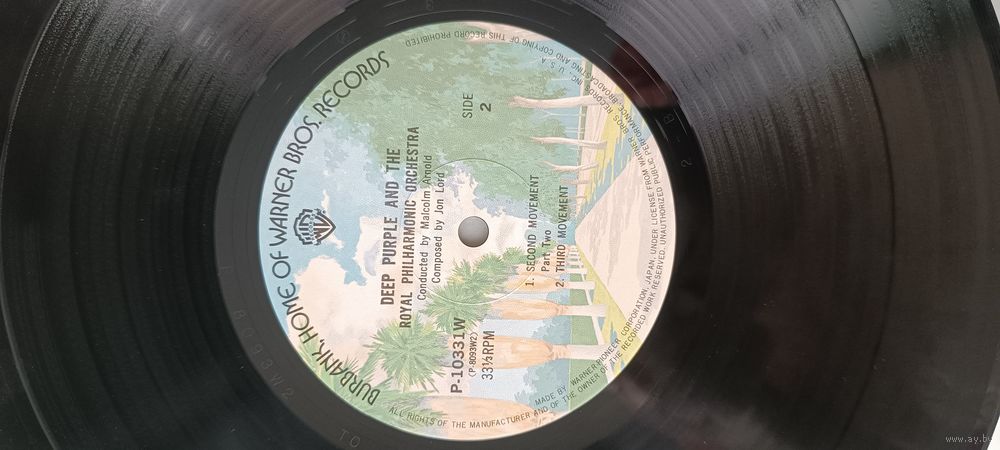 BURBANK, HOME OF WARNER BROS. RECORDS
DEEP PURPLE AND THE
ROYAL PHILHARMONIC ORCHESTRA
Conducted by Malcolm Arnold
Composed by Jon Lord
SIDE
2
P-10331W
(P-8093W2)
33⅓RPM
1. SECOND MOVEMENT
Part Two
2. THIRD MOVEMENT
MADE BY WARNER-PIONEER CORPORATION, JAPAN, UNDER LICENSE FROM WARNER BROS. RECORDS INC., U.S.A.
ALL RIGHTS OF THE MANUFACTURER AND OF THE OWNER OF THE RECORDED WORK RESERVED. UNAUTHORIZED PUBLIC PERFORMANCE, BROADCASTING AND COPYING OF THIS RECORD PROHIBITED
www.ay.by